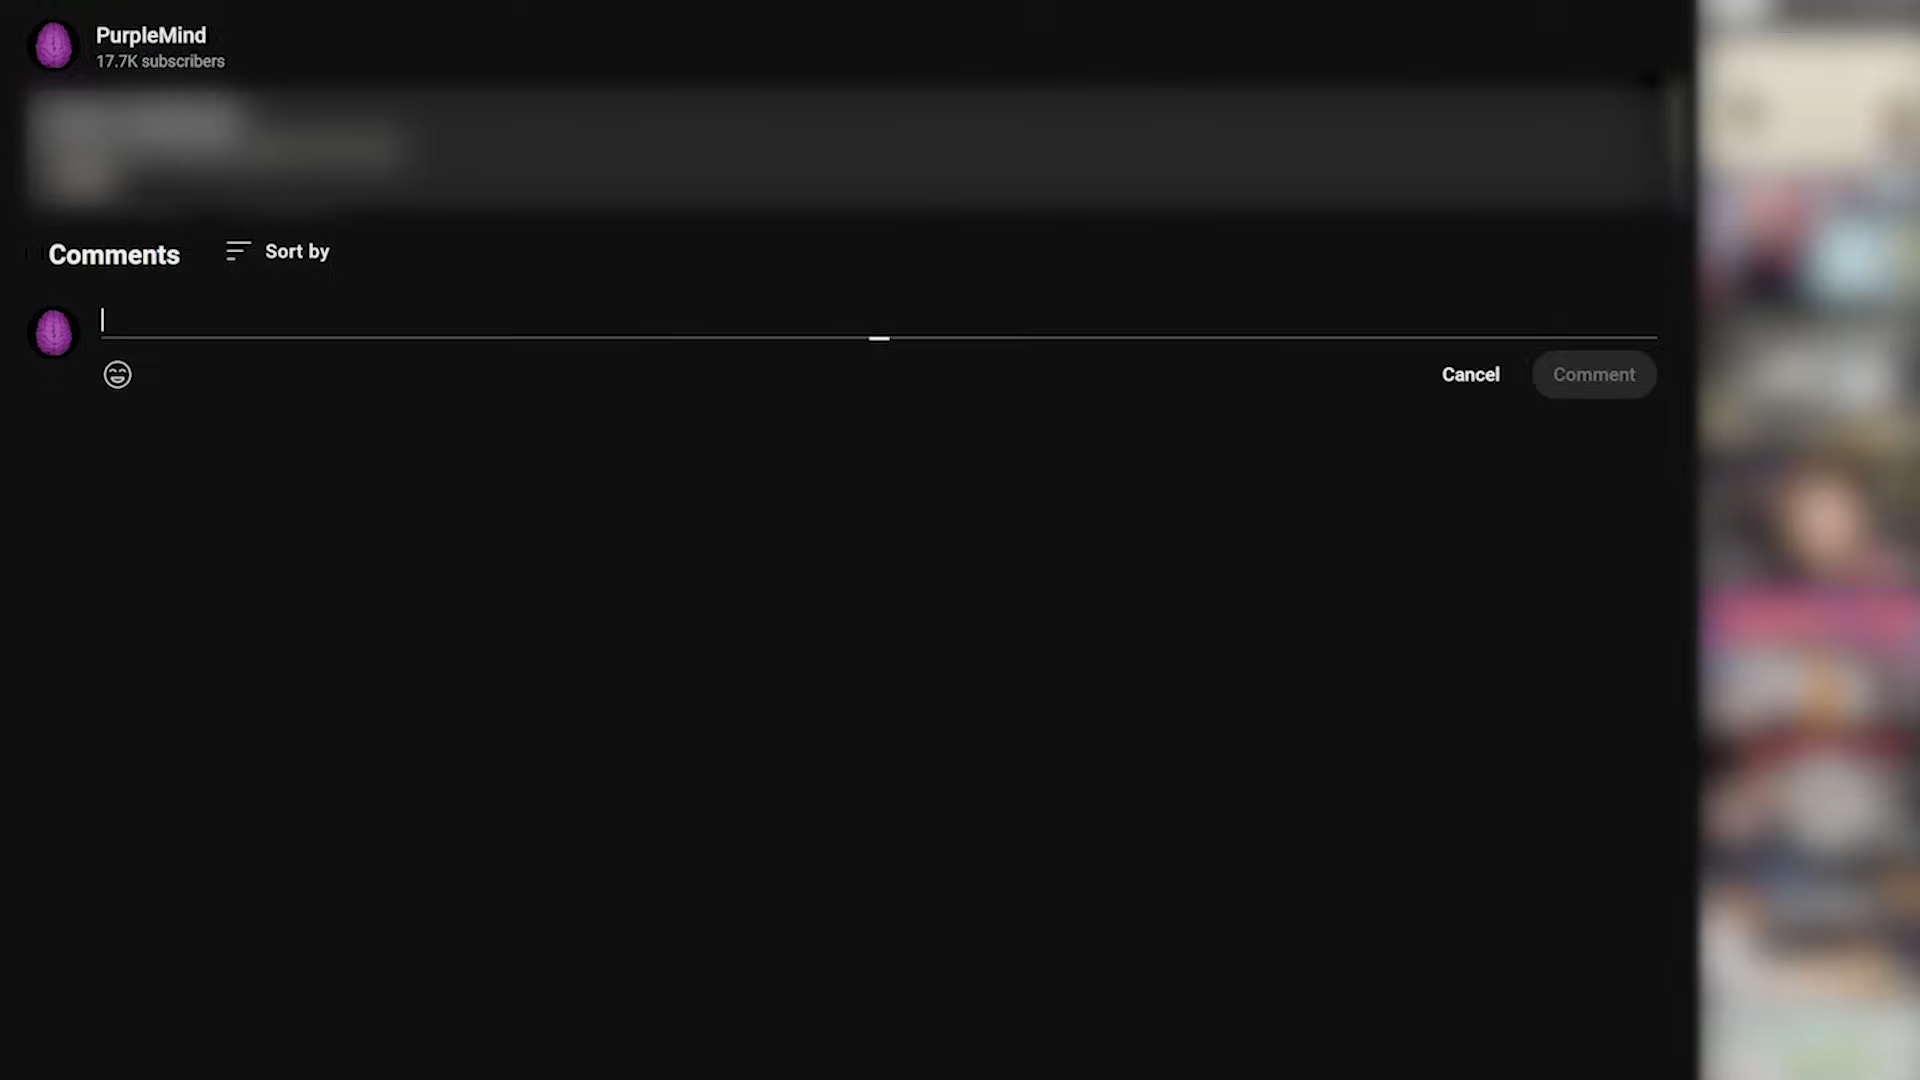 PurpleMind
17.7K subscribers
Comments
Sort by
Cancel
Comment